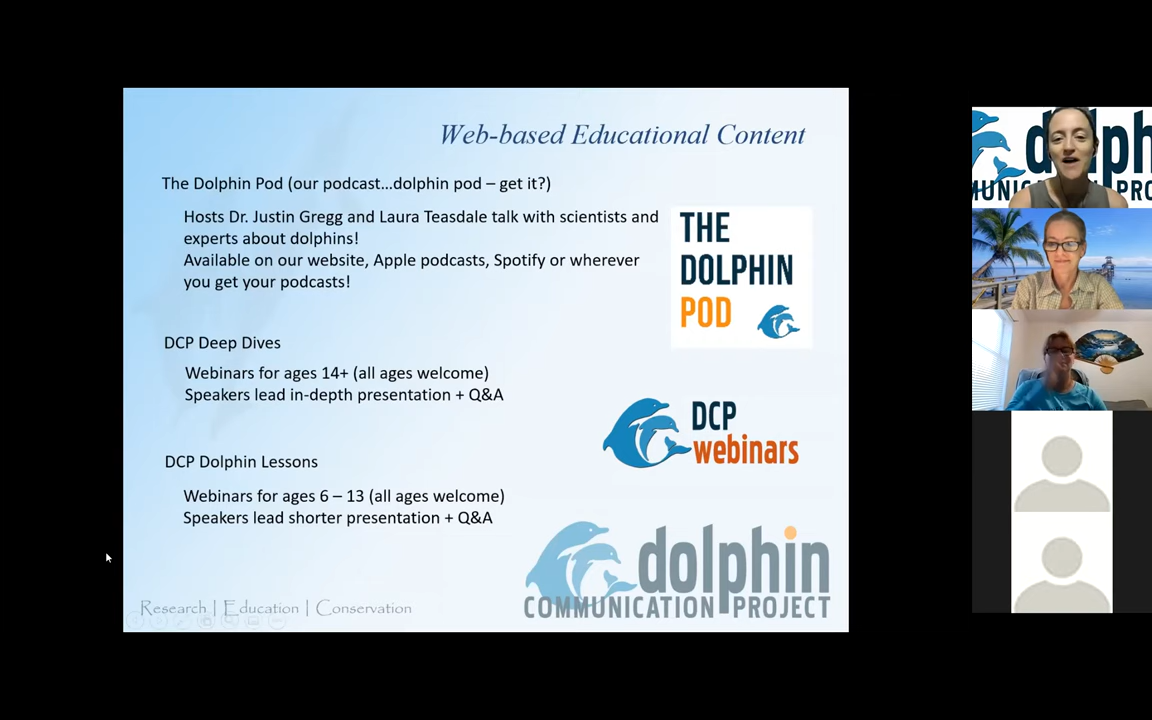 Web-based Educational Content
The Dolphin Pod (our podcast...dolphin pod – get it?)
Hosts Dr. Justin Gregg and Laura Teasdale talk with scientists and
experts about dolphins!
Available on our website, Apple podcasts, Spotify or wherever
you get your podcasts!
THE
DOLPHIN
POD
DCP Deep Dives
Webinars for ages 14+ (all ages welcome)
Speakers lead in-depth presentation + Q&A
DCP
webinars
DCP Dolphin Lessons
Webinars for ages 6 – 13 (all ages welcome)
Speakers lead shorter presentation + Q&A
dolphin
COMMUNICATION PROJECT
Research | Education | Conservation